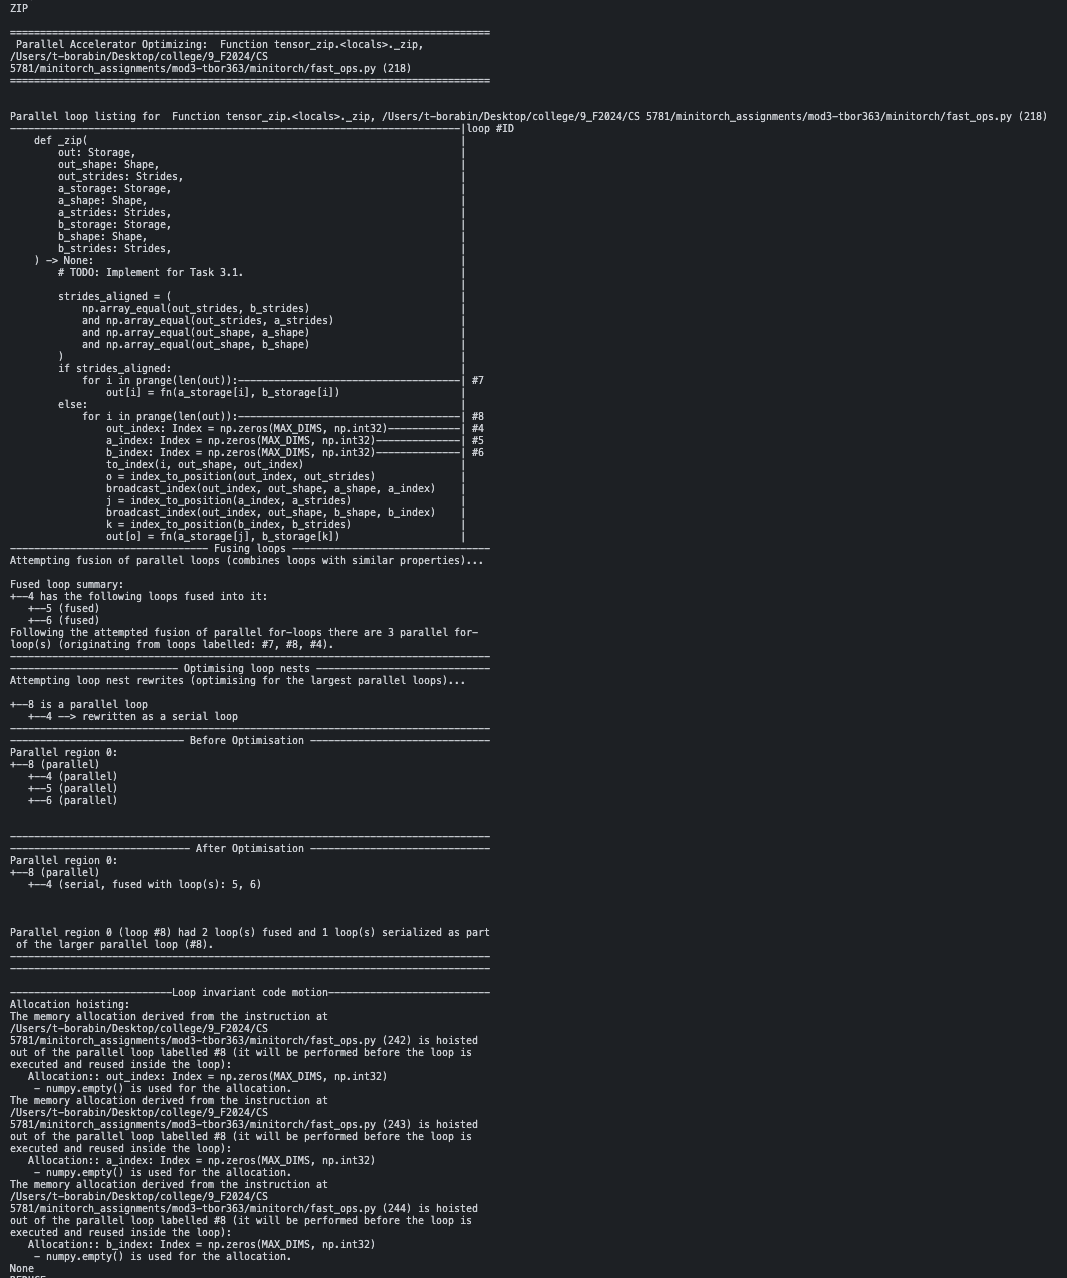 ZIP
================================================================================
 Parallel Accelerator Optimizing:  Function tensor_zip.<locals>._zip,
/Users/t-borabin/Desktop/college/9_F2024/CS
5781/minitorch_assignments/mod3-tbor363/minitorch/fast_ops.py (218)
================================================================================
Parallel loop listing for  Function tensor_zip.<locals>._zip, /Users/t-borabin/Desktop/college/9_F2024/CS 5781/minitorch_assignments/mod3-tbor363/minitorch/fast_ops.py (218)
---------------------------------------------------------------------------|loop #ID
    def _zip(                                                              |
        out: Storage,                                                      |
        out_shape: Shape,                                                  |
        out_strides: Strides,                                              |
        a_storage: Storage,                                                |
        a_shape: Shape,                                                    |
        a_strides: Strides,                                                |
        b_storage: Storage,                                                |
        b_shape: Shape,                                                    |
        b_strides: Strides,                                                |
    ) -> None:                                                             |
        # TODO: Implement for Task 3.1.                                    |
                                                                           |
        strides_aligned = (                                                |
            np.array_equal(out_strides, b_strides)                         |
            and np.array_equal(out_strides, a_strides)                     |
            and np.array_equal(out_shape, a_shape)                         |
            and np.array_equal(out_shape, b_shape)                         |
        )                                                                  |
        if strides_aligned:                                                |
            for i in prange(len(out)):-------------------------------------| #7
                out[i] = fn(a_storage[i], b_storage[i])                    |
        else:                                                              |
            for i in prange(len(out)):-------------------------------------| #8
                out_index: Index = np.zeros(MAX_DIMS, np.int32)------------| #4
                a_index: Index = np.zeros(MAX_DIMS, np.int32)--------------| #5
                b_index: Index = np.zeros(MAX_DIMS, np.int32)--------------| #6
                to_index(i, out_shape, out_index)                          |
                o = index_to_position(out_index, out_strides)              |
                broadcast_index(out_index, out_shape, a_shape, a_index)    |
                j = index_to_position(a_index, a_strides)                  |
                broadcast_index(out_index, out_shape, b_shape, b_index)    |
                k = index_to_position(b_index, b_strides)                  |
                out[o] = fn(a_storage[j], b_storage[k])                    |
--------------------------------- Fusing loops ---------------------------------
Attempting fusion of parallel loops (combines loops with similar properties)...
Fused loop summary:
+--4 has the following loops fused into it:
   +--5 (fused)
   +--6 (fused)
Following the attempted fusion of parallel for-loops there are 3 parallel for-
loop(s) (originating from loops labelled: #7, #8, #4).
--------------------------------------------------------------------------------
---------------------------- Optimising loop nests -----------------------------
Attempting loop nest rewrites (optimising for the largest parallel loops)...
+--8 is a parallel loop
   +--4 --> rewritten as a serial loop
--------------------------------------------------------------------------------
----------------------------- Before Optimisation ------------------------------
Parallel region 0:
+--8 (parallel)
   +--4 (parallel)
   +--5 (parallel)
   +--6 (parallel)
--------------------------------------------------------------------------------
------------------------------ After Optimisation ------------------------------
Parallel region 0:
+--8 (parallel)
   +--4 (serial, fused with loop(s): 5, 6)
Parallel region 0 (loop #8) had 2 loop(s) fused and 1 loop(s) serialized as part
 of the larger parallel loop (#8).
--------------------------------------------------------------------------------
--------------------------------------------------------------------------------
---------------------------Loop invariant code motion---------------------------
Allocation hoisting:
The memory allocation derived from the instruction at
/Users/t-borabin/Desktop/college/9_F2024/CS
5781/minitorch_assignments/mod3-tbor363/minitorch/fast_ops.py (242) is hoisted
out of the parallel loop labelled #8 (it will be performed before the loop is
executed and reused inside the loop):
   Allocation:: out_index: Index = np.zeros(MAX_DIMS, np.int32)
    - numpy.empty() is used for the allocation.
The memory allocation derived from the instruction at
/Users/t-borabin/Desktop/college/9_F2024/CS
5781/minitorch_assignments/mod3-tbor363/minitorch/fast_ops.py (243) is hoisted
out of the parallel loop labelled #8 (it will be performed before the loop is
executed and reused inside the loop):
   Allocation:: a_index: Index = np.zeros(MAX_DIMS, np.int32)
    - numpy.empty() is used for the allocation.
The memory allocation derived from the instruction at
/Users/t-borabin/Desktop/college/9_F2024/CS
5781/minitorch_assignments/mod3-tbor363/minitorch/fast_ops.py (244) is hoisted
out of the parallel loop labelled #8 (it will be performed before the loop is
executed and reused inside the loop):
   Allocation:: b_index: Index = np.zeros(MAX_DIMS, np.int32)
    - numpy.empty() is used for the allocation.
None